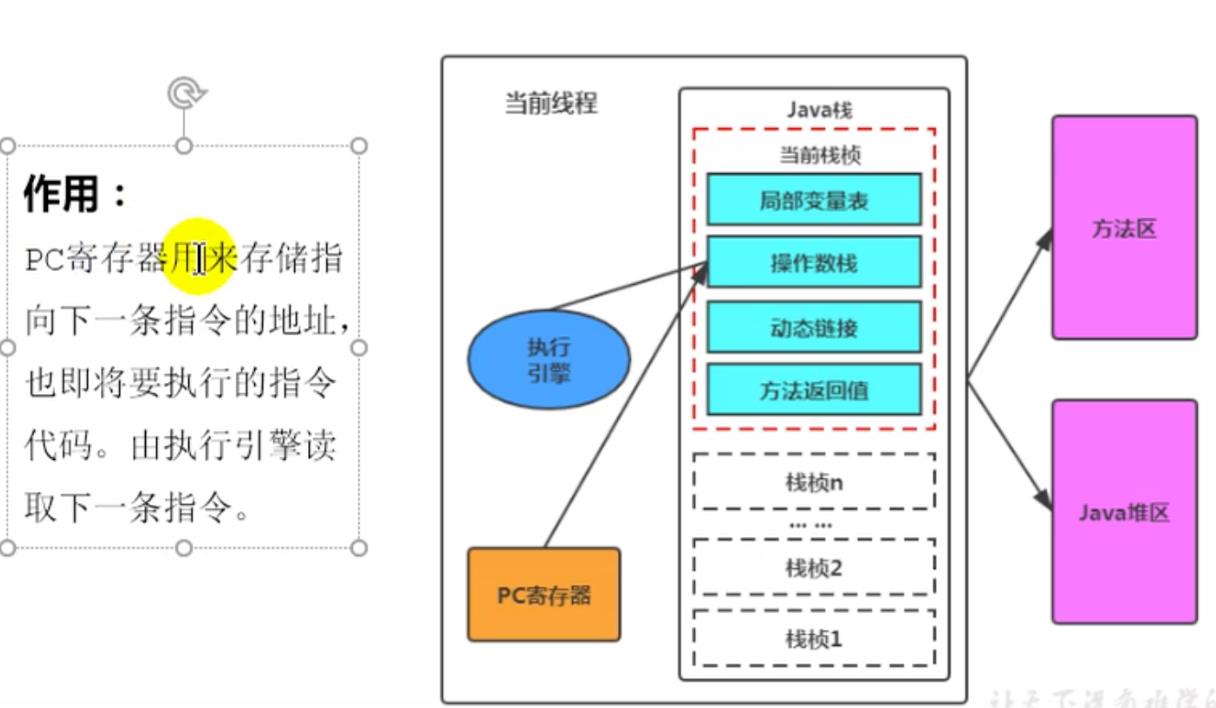 作用：
PC寄存器用来存储指
向下一条指令的地址，
也即将要执行的指令
代码。由执行引擎读
取下一条指令。
当前线程
Java栈
当前栈桢
局部变量表
操作数栈
动态链接
方法返回值
栈桢n
... ...
栈桢2
栈桢1
执行
引擎
PC寄存器
方法区
Java堆区